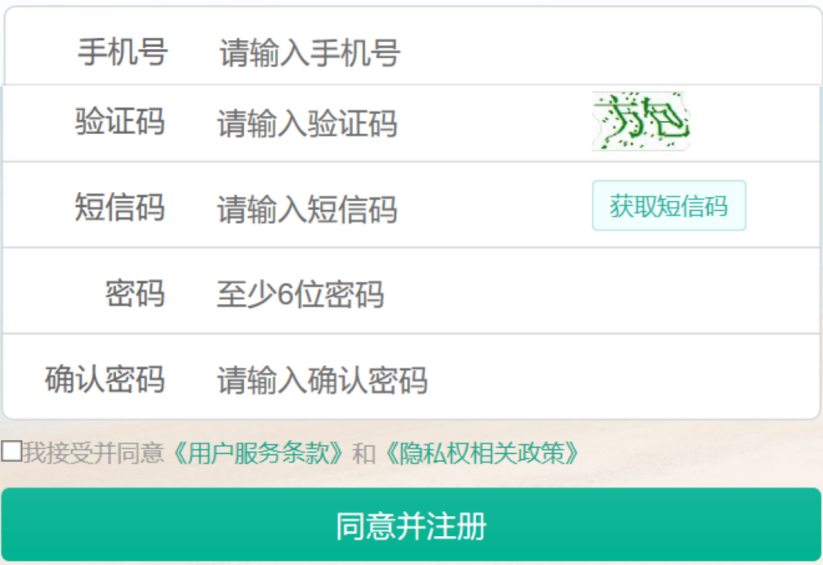 手机号 请输入手机号
验证码 请输入验证码 方包
短信码 请输入短信码 获取短信码
密码 至少6位密码
确认密码 请输入确认密码
我接受并同意《用户服务条款》和《隐私权相关政策》
同意并注册